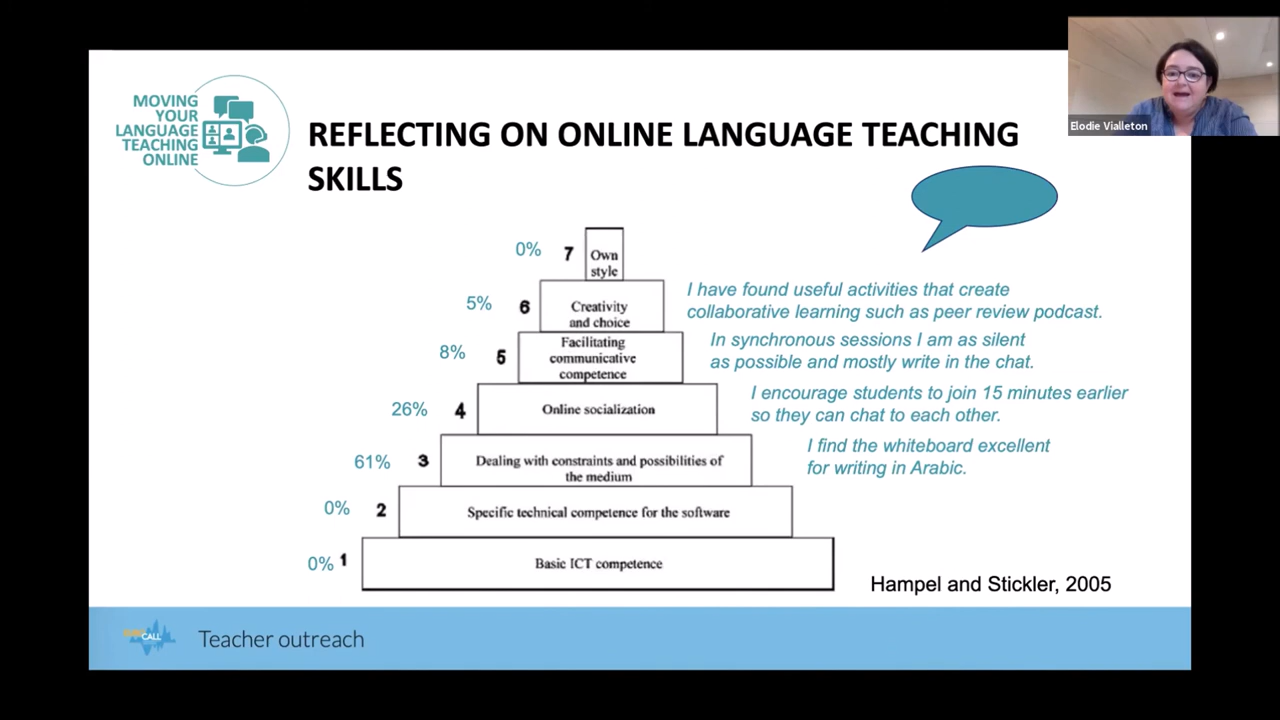 Elodie Vialleton
MOVING
YOUR
LANGUAGE
TEACHING
ONLINE
REFLECTING ON ONLINE LANGUAGE TEACHING
SKILLS
0% 7 Own
style
5% 6 Creativity
and choice
I have found useful activities that create
collaborative learning such as peer review podcast.
8% 5 Facilitating
communicative
competence
In synchronous sessions I am as silent
as possible and mostly write in the chat.
26% 4 Online socialization
I encourage students to join 15 minutes earlier
so they can chat to each other.
61% 3 Dealing with constraints and possibilities of
the medium
I find the whiteboard excellent
for writing in Arabic.
0% 2 Specific technical competence for the software
0% 1 Basic ICT competence
Hampel and Stickler, 2005
CALL
Teacher outreach